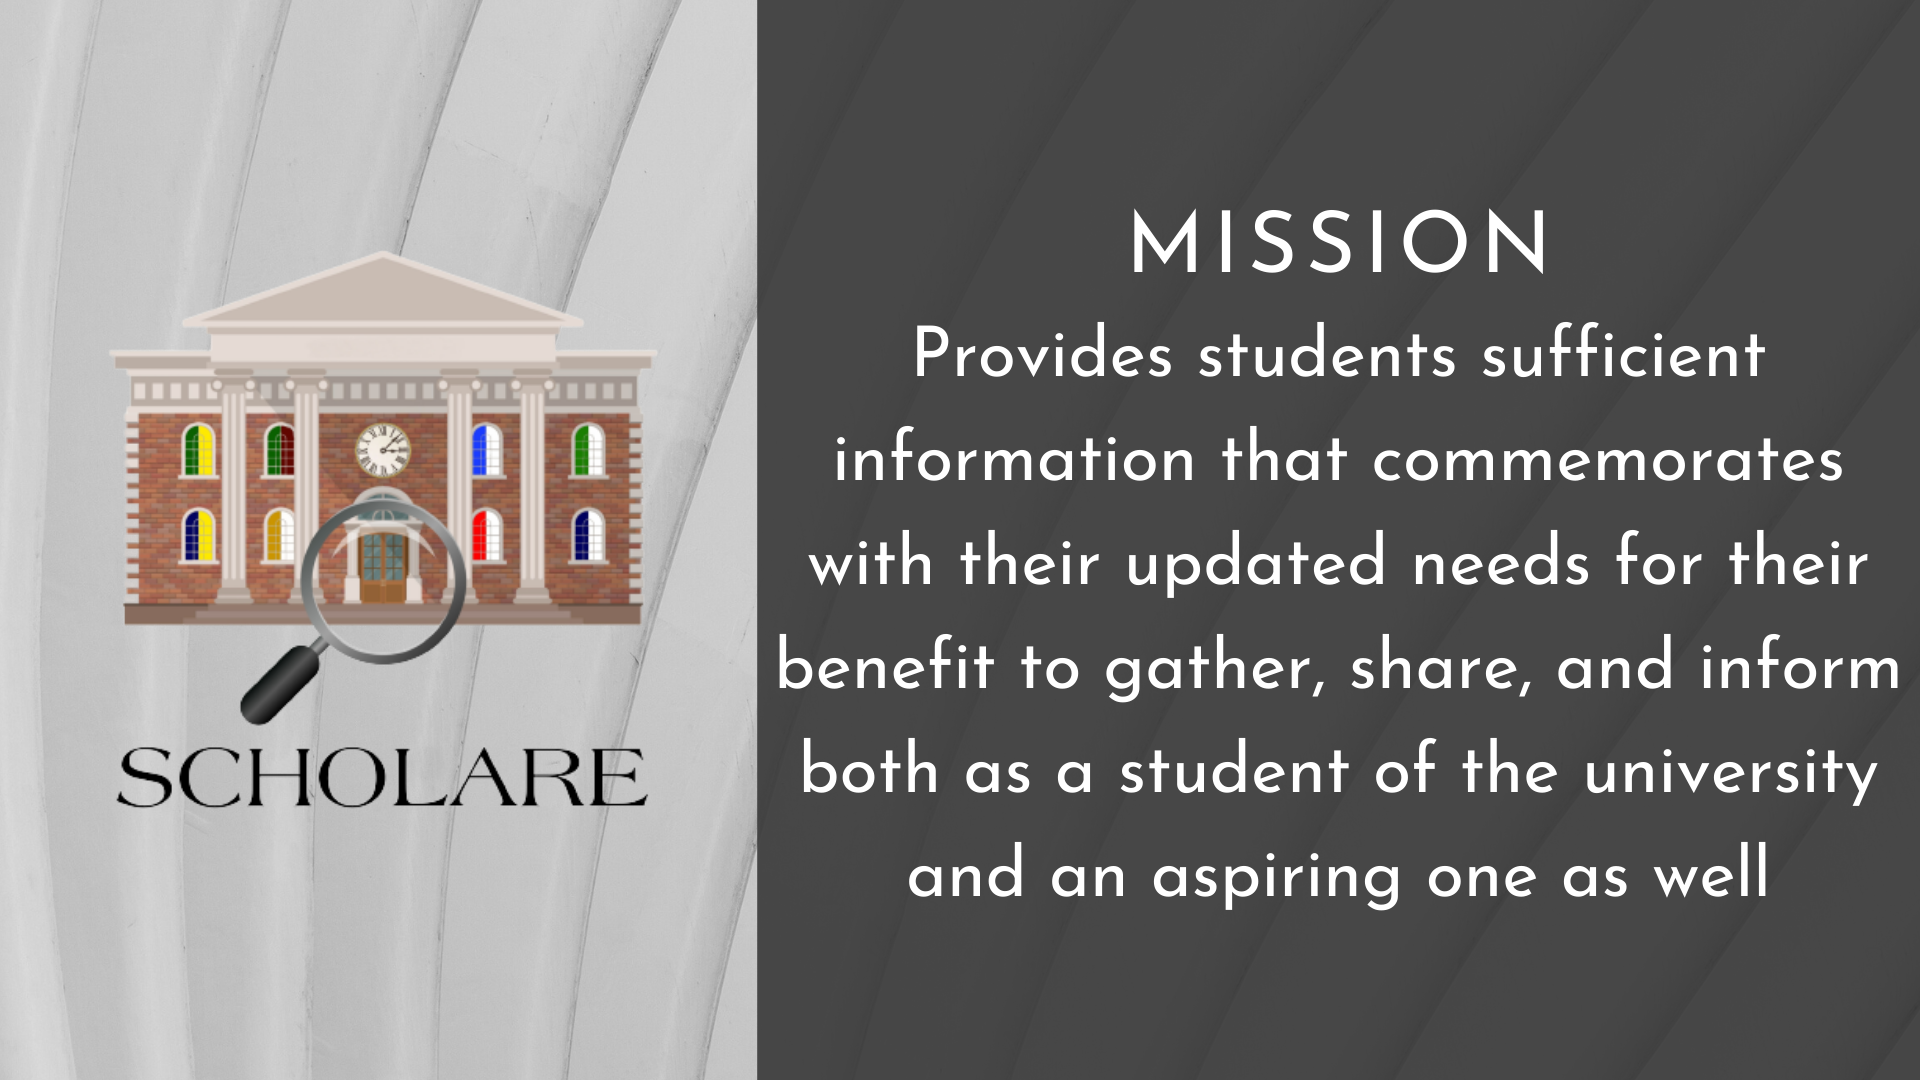 SCHOLARE
MISSION
Provides students sufficient
information that commemorates
with their updated needs for their
benefit to gather, share, and inform
both as a student of the university
and an aspiring one as well